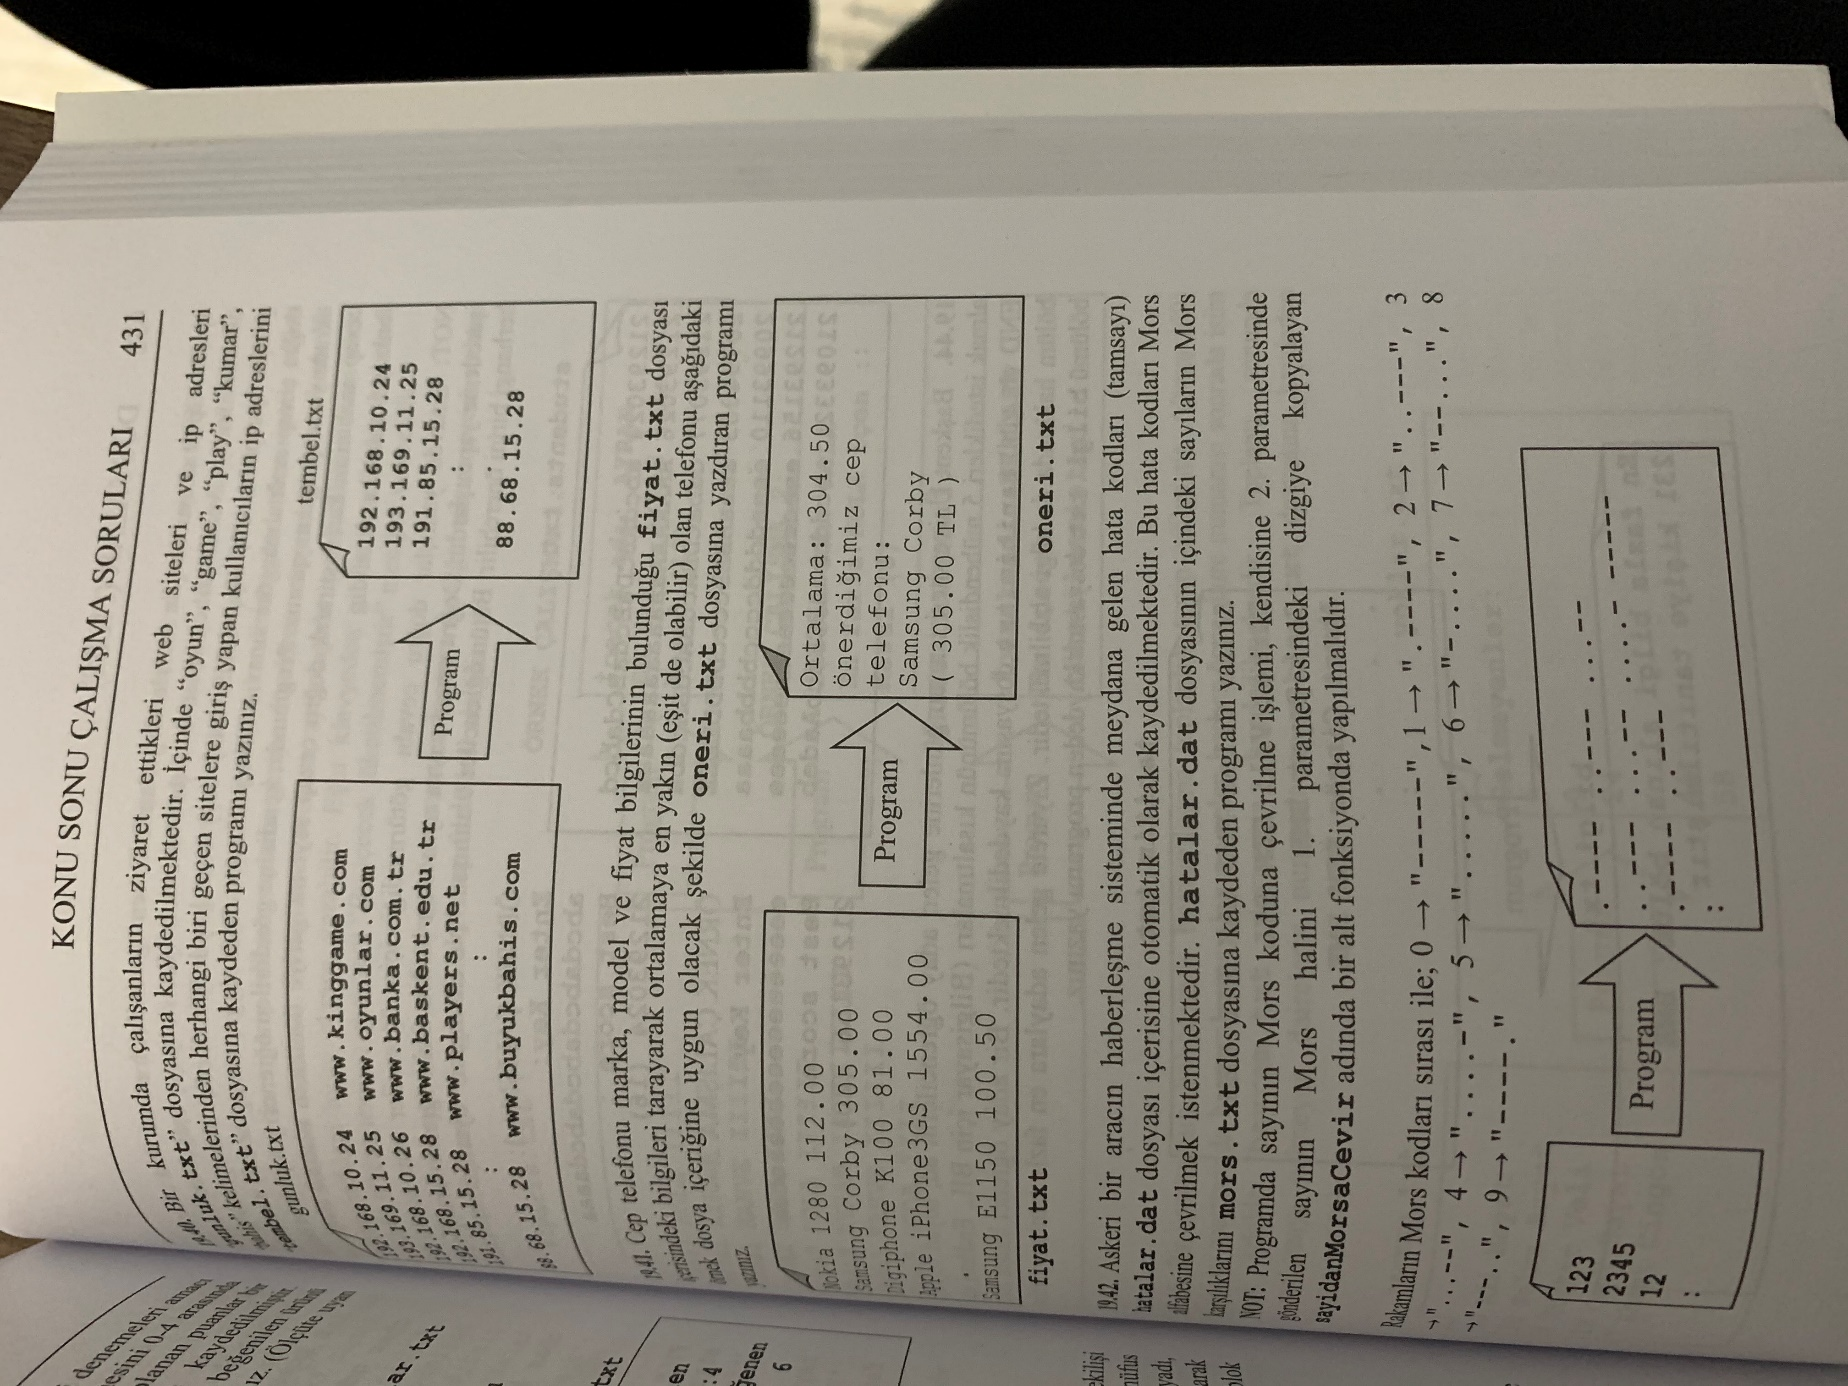 KONU SONU ÇALIŞMA SORULARI 431
19.40. Bir kurumda çalışanların ziyaret ettikleri web siteleri ve ip adresleri
"gunluk.txt" dosyasına kaydedilmektedir. İçinde "oyun", "game", "play", "kumar",
"bahis" kelimelerinden herhangi biri geçen sitelere giriş yapan kullanıcıların ip adreslerini
"tembel.txt" dosyasına kaydeden programı yazınız.
gunluk.txt
tembel.txt
192.168.10.24 www.kinggame.com
193.169.11.25 www.oyunlar.com
192.168.10.26 www.banka.com.tr
192.168.15.28 www.baskent.edu.tr
191.85.15.28 www.players.net
: :
88.68.15.28 www.buyukbahis.com
Program
192.168.10.24
193.169.11.25
191.85.15.28
:
88.68.15.28
19.41. Cep telefonu marka, model ve fiyat bilgilerinin bulunduğu fiyat.txt dosyası
içerisindeki bilgileri tarayarak ortalamaya en yakın (eşit de olabilir) olan telefonu aşağıdaki
örnek dosya içeriğine uygun olacak şekilde oneri.txt dosyasına yazdıran programı
yazınız.
Nokia 1280 112.00
Samsung Corby 305.00
Digiphone K100 81.00
Apple iPhone3GS 1554.00
.
Samsung E1150 100.50
fiyat.txt
Program
Ortalama: 304.50
önerdiğimiz cep
telefonu:
Samsung Corby
( 305.00 TL )
oneri.txt
19.42. Askeri bir aracın haberleşme sisteminde meydana gelen hata kodları (tamsayı)
hatalar.dat dosyası içerisine otomatik olarak kaydedilmektedir. Bu hata kodları Mors
alfabesine çevrilmek istenmektedir. hatalar.dat dosyasının içindeki sayıların Mors
karşılıklarını mors.txt dosyasına kaydeden programı yazınız.
NOT: Programda sayının Mors koduna çevrilme işlemi, kendisine 2. parametresinde
gönderilen sayının Mors halini 1. parametresindeki dizgiye kopyalayan
sayidanMorsaCevir adında bir alt fonksiyonda yapılmalıdır.
Rakamların Mors kodları sırası ile; 0 → "-----", 1 → ".----", 2 → "..---", 3
→ "...--", 4 → "....-", 5 → ".....", 6 → "-....", 7 → "--...", 8
→ "---..", 9 → "----."
123
2345
12
:
Program
.---- ..--- ...--
..--- ...-- ....- .....
.---- ..---
: